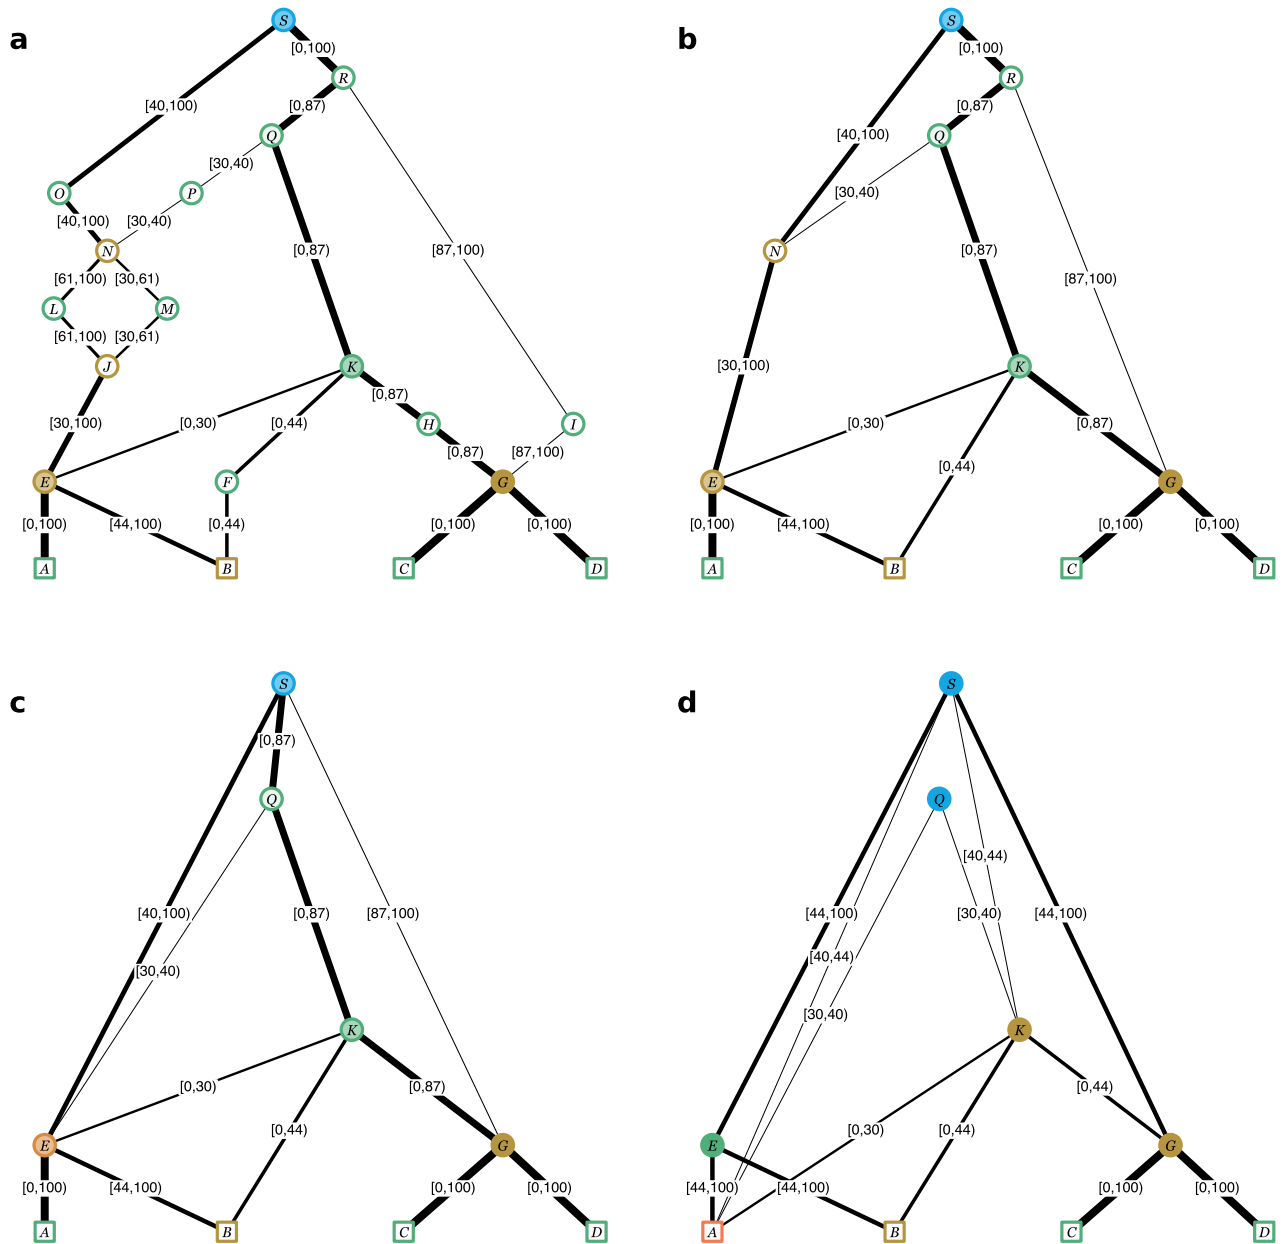 a
S
[0,100)
R
[40,100)
[0,87)
Q
[30,40)
O
P
[40,100)
[30,40)
N
[0,87)
[87,100)
[61,100)
[30,61)
L
M
[61,100)
[30,61)
J
K
[0,87)
[30,100)
[0,30)
[0,44)
H
I
[0,87)
[87,100)
E
F
G
[0,100)
[44,100)
[0,44)
[0,100)
[0,100)
A
B
C
D
b
S
[0,100)
R
[0,87)
[40,100)
Q
[30,40)
N
[0,87)
[87,100)
[30,100)
K
[0,30)
[0,87)
[0,44)
E
G
[0,100)
[44,100)
[0,100)
[0,100)
A
B
C
D
c
S
[0,87)
Q
[40,100)
[0,87)
[87,100)
[30,40)
K
[0,30)
[0,87)
[0,44)
E
G
[0,100)
[44,100)
[0,100)
[0,100)
A
B
C
D
d
S
Q
[40,44)
[44,100)
[30,40)
[44,100)
[40,44)
[30,40)
K
[0,44)
[0,30)
[0,44)
E
G
[44,100)
[44,100)
[0,100)
[0,100)
A
B
C
D